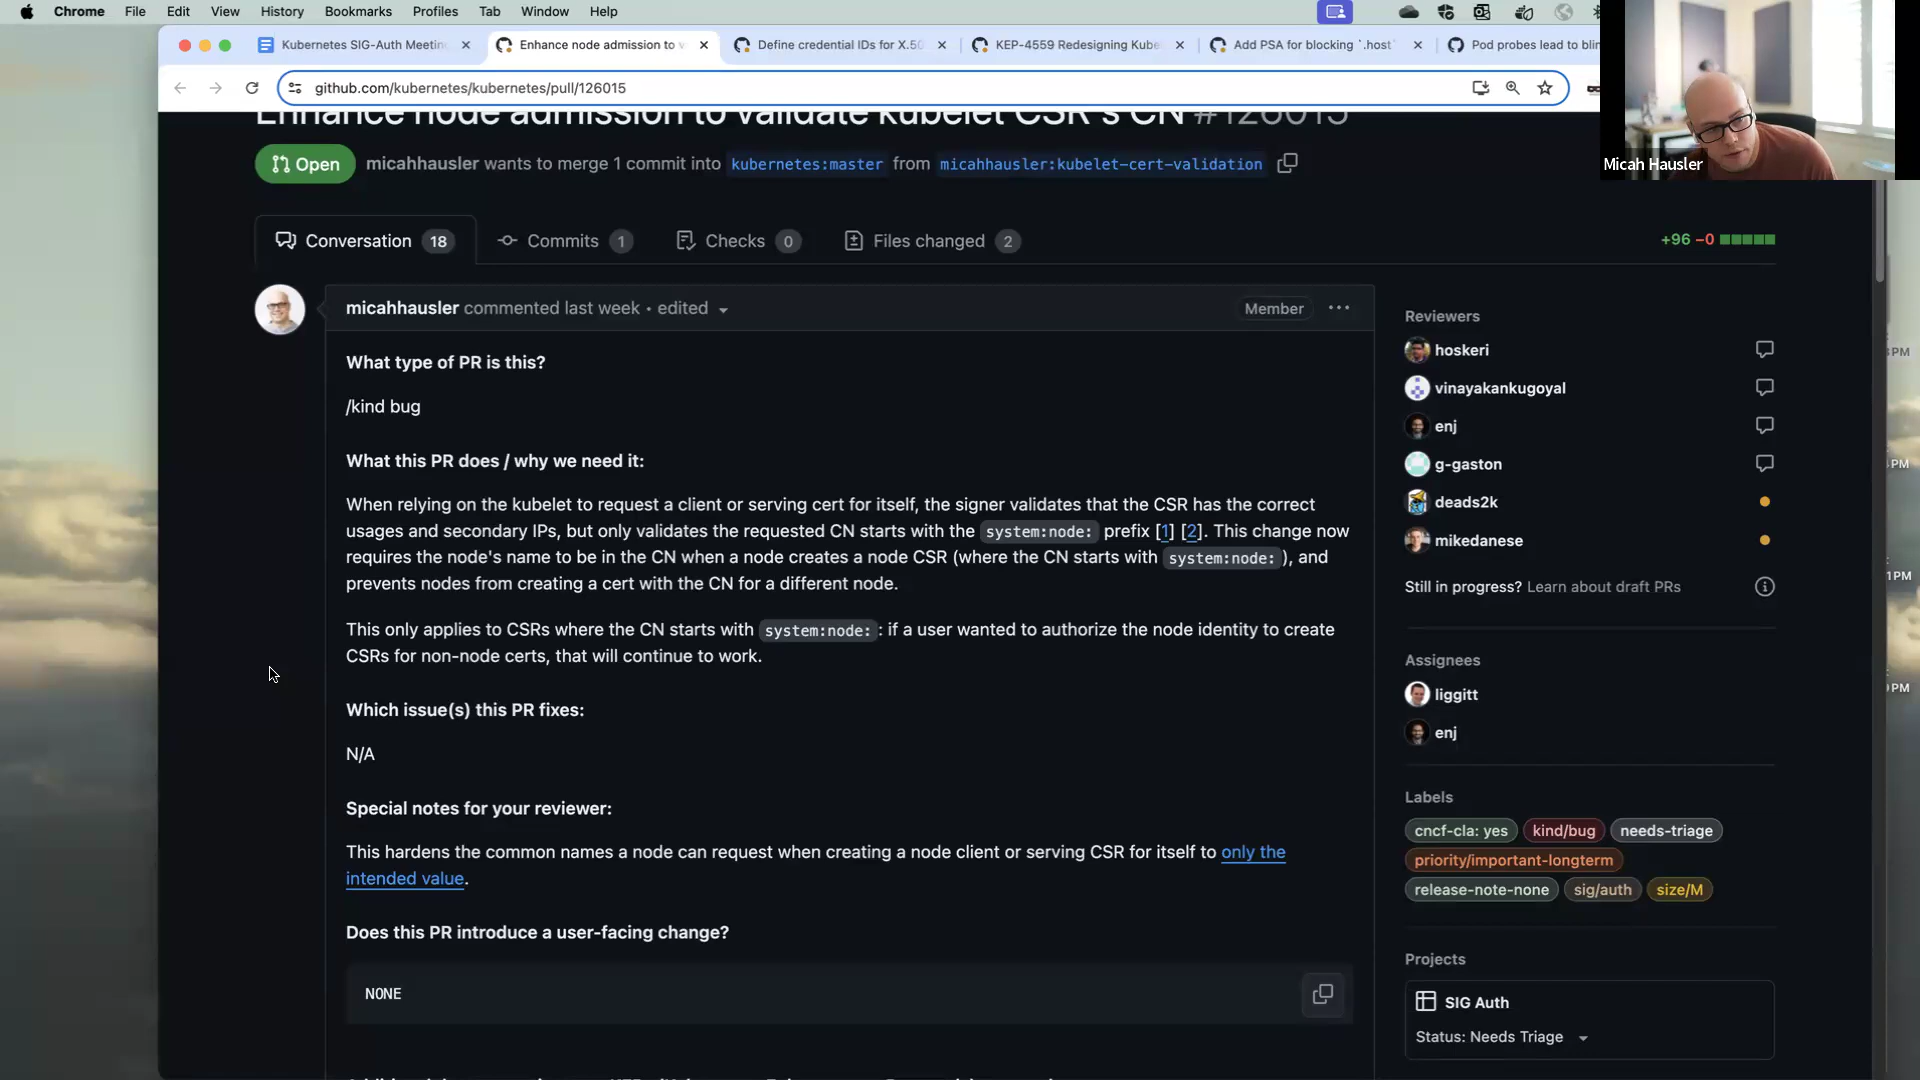 Chrome File Edit View History Bookmarks Profiles Tab Window Help
Kubernetes SIG-Auth Meetin
Enhance node admission to
Define credential IDs for X.50
KEP-4559 Redesigning Kube
Add PSA for blocking `.host`
Pod probes lead to blin
github.com/kubernetes/kubernetes/pull/126015
Micah Hausler
Enhance node admission to validate kubelet CSR's CN #126015
Open micahhausler wants to merge 1 commit into kubernetes:master from micahhausler:kubelet-cert-validation
Conversation 18 Commits 1 Checks 0 Files changed 2 +96 −0
micahhausler commented last week • edited Member
What type of PR is this?
/kind bug
What this PR does / why we need it:
When relying on the kubelet to request a client or serving cert for itself, the signer validates that the CSR has the correct
usages and secondary IPs, but only validates the requested CN starts with the system:node: prefix [1] [2]. This change now
requires the node's name to be in the CN when a node creates a node CSR (where the CN starts with system:node:), and
prevents nodes from creating a cert with the CN for a different node.
This only applies to CSRs where the CN starts with system:node:: if a user wanted to authorize the node identity to create
CSRs for non-node certs, that will continue to work.
Which issue(s) this PR fixes:
N/A
Special notes for your reviewer:
This hardens the common names a node can request when creating a node client or serving CSR for itself to only the
intended value.
Does this PR introduce a user-facing change?
NONE
Reviewers
hoskeri
vinayakankugoyal
enj
g-gaston
deads2k
mikedanese
Still in progress? Learn about draft PRs
Assignees
liggitt
enj
Labels
cncf-cla: yes kind/bug needs-triage
priority/important-longterm
release-note-none sig/auth size/M
Projects
SIG Auth
Status: Needs Triage
PM
PM
1PM
PM